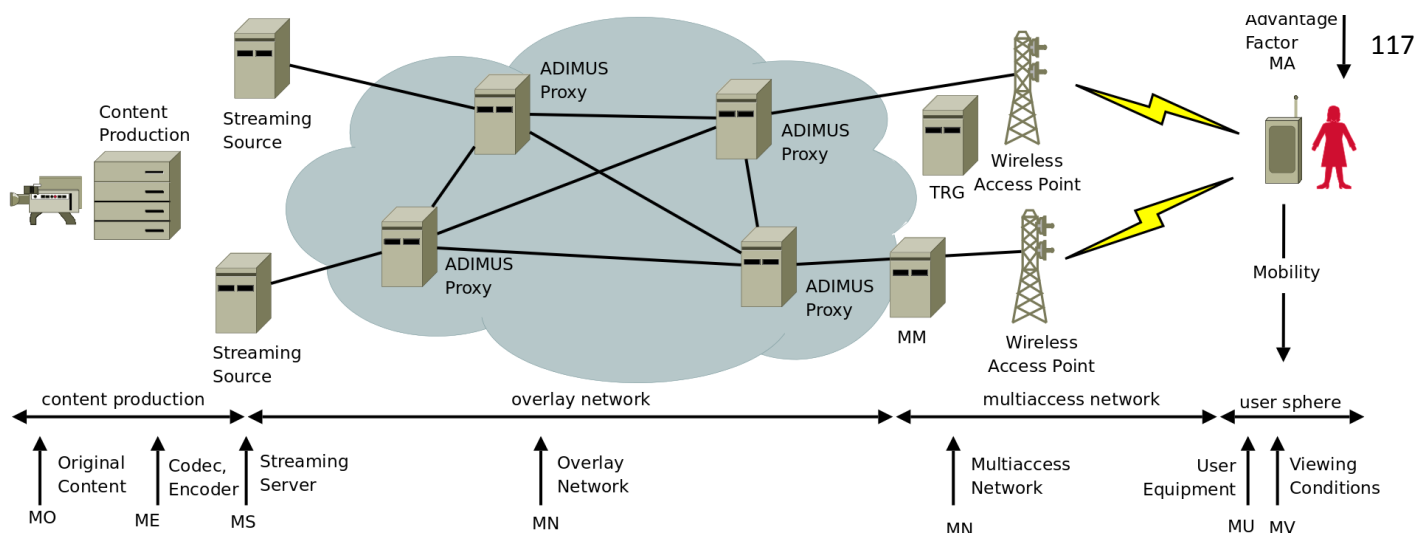 Advantage
Factor
MA
117
ADIMUS
Proxy
Content
Production
Streaming
Source
ADIMUS
Proxy
TRG
Wireless
Access Point
ADIMUS
Proxy
ADIMUS
Proxy
Mobility
MM
Streaming
Source
Wireless
Access Point
content production
overlay network
multiaccess network
user sphere
Original
Content
Codec,
Encoder
Streaming
Server
Overlay
Network
Multiaccess
Network
User
Equipment
Viewing
Conditions
MO
ME
MS
MN
MN
MU
MV